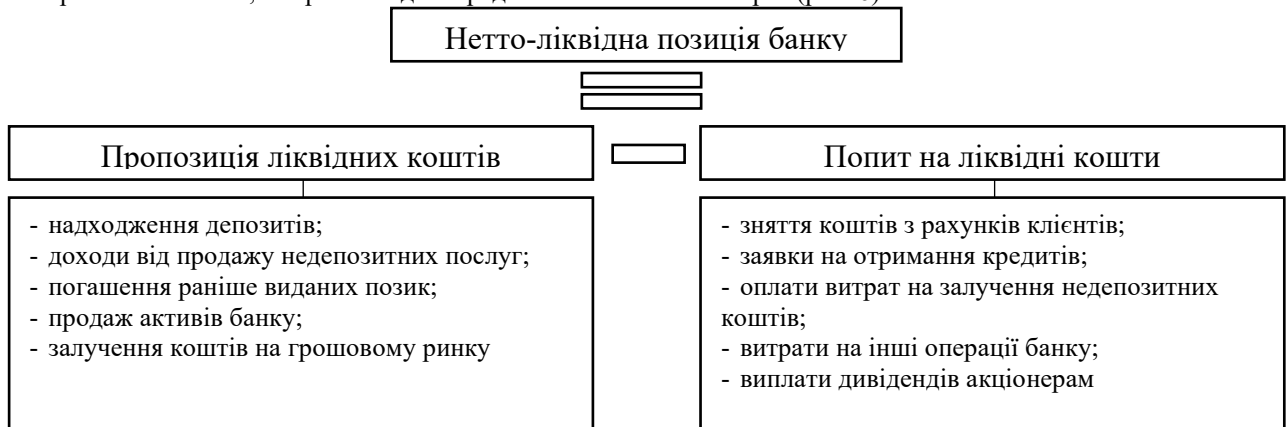 Нетто-ліквідна позиція банку
Пропозиція ліквідних коштів
Попит на ліквідні кошти
- надходження депозитів;
- доходи від продажу недепозитних послуг;
- погашення раніше виданих позик;
- продаж активів банку;
- залучення коштів на грошовому ринку
- зняття коштів з рахунків клієнтів;
- заявки на отримання кредитів;
- оплати витрат на залучення недепозитних
коштів;
- витрати на інші операції банку;
- виплати дивідендів акціонерам